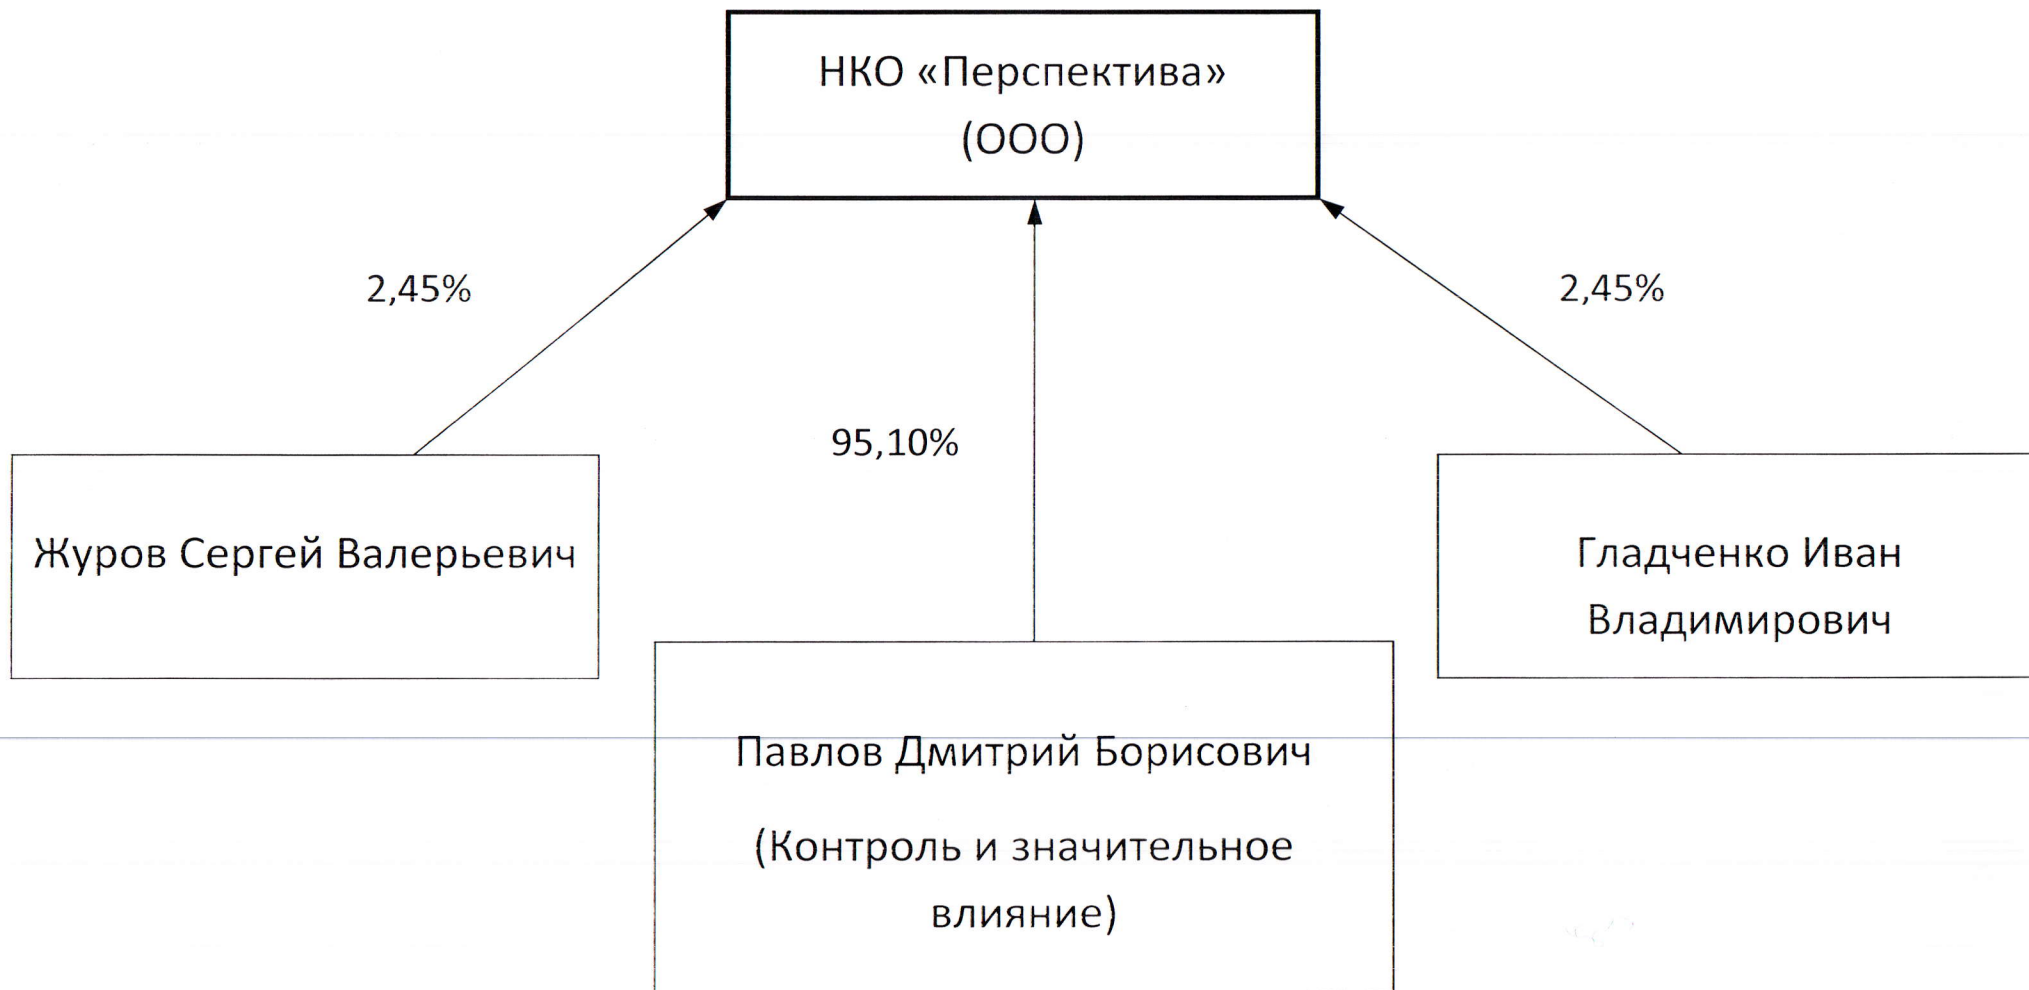 НКО «Перспектива»
(ООО)
2,45%
2,45%
95,10%
Журов Сергей Валерьевич
Гладченко Иван
Владимирович
Павлов Дмитрий Борисович
(Контроль и значительное
влияние)